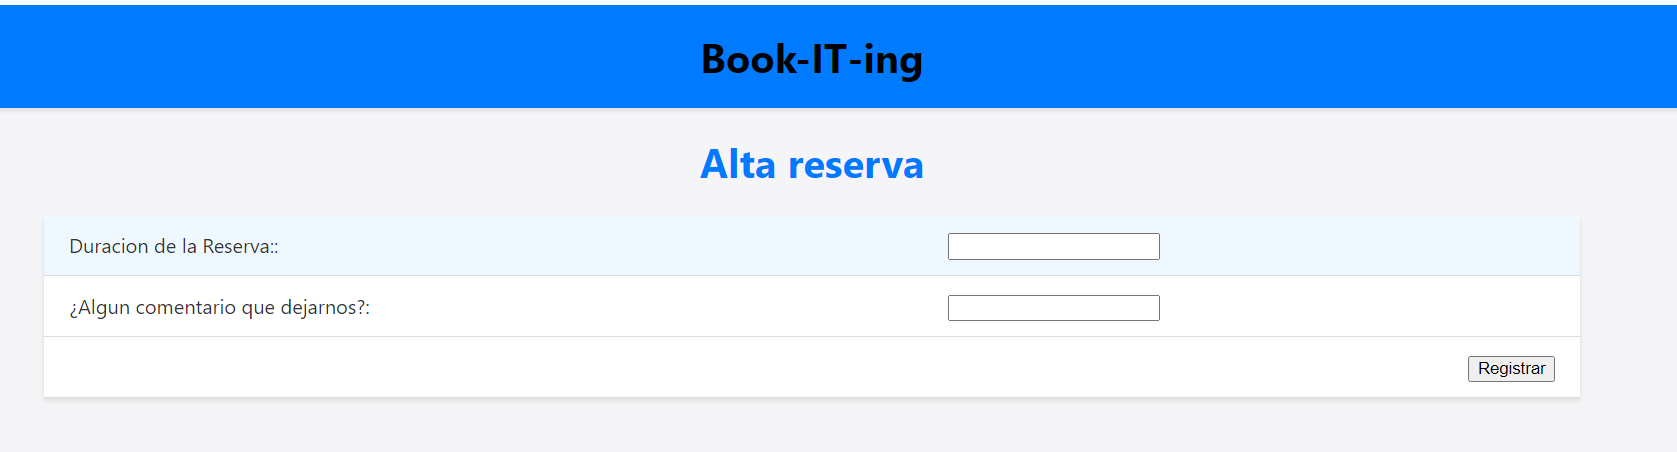 Book-IT-ing
Alta reserva
Duracion de la Reserva::
¿Algun comentario que dejarnos?:
Registrar